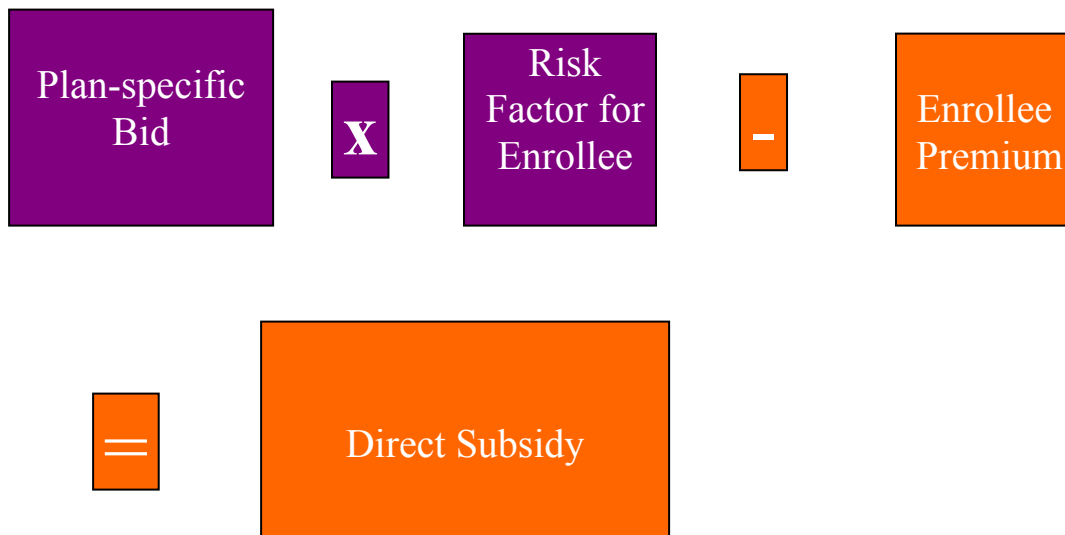 Plan-specific
Bid
x
Risk
Factor for
Enrollee
-
Enrollee
Premium
=
Direct Subsidy